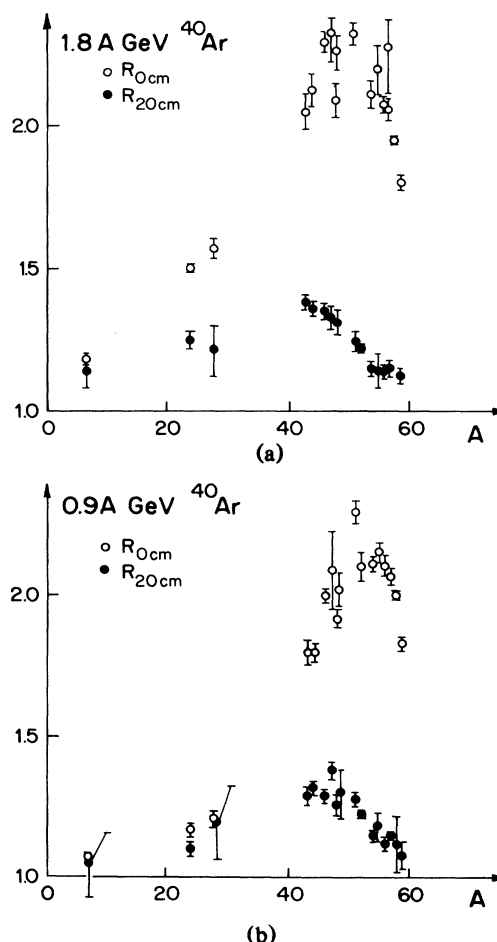 1.8 A GeV ⁴⁰Ar
○ R₀cm
● R₂₀cm
2.0
1.5
1.0
0 20 40 60 A
(a)
0.9A GeV ⁴⁰Ar
○ R₀cm
● R₂₀cm
2.0
1.5
1.0
0 20 40 60 A
(b)